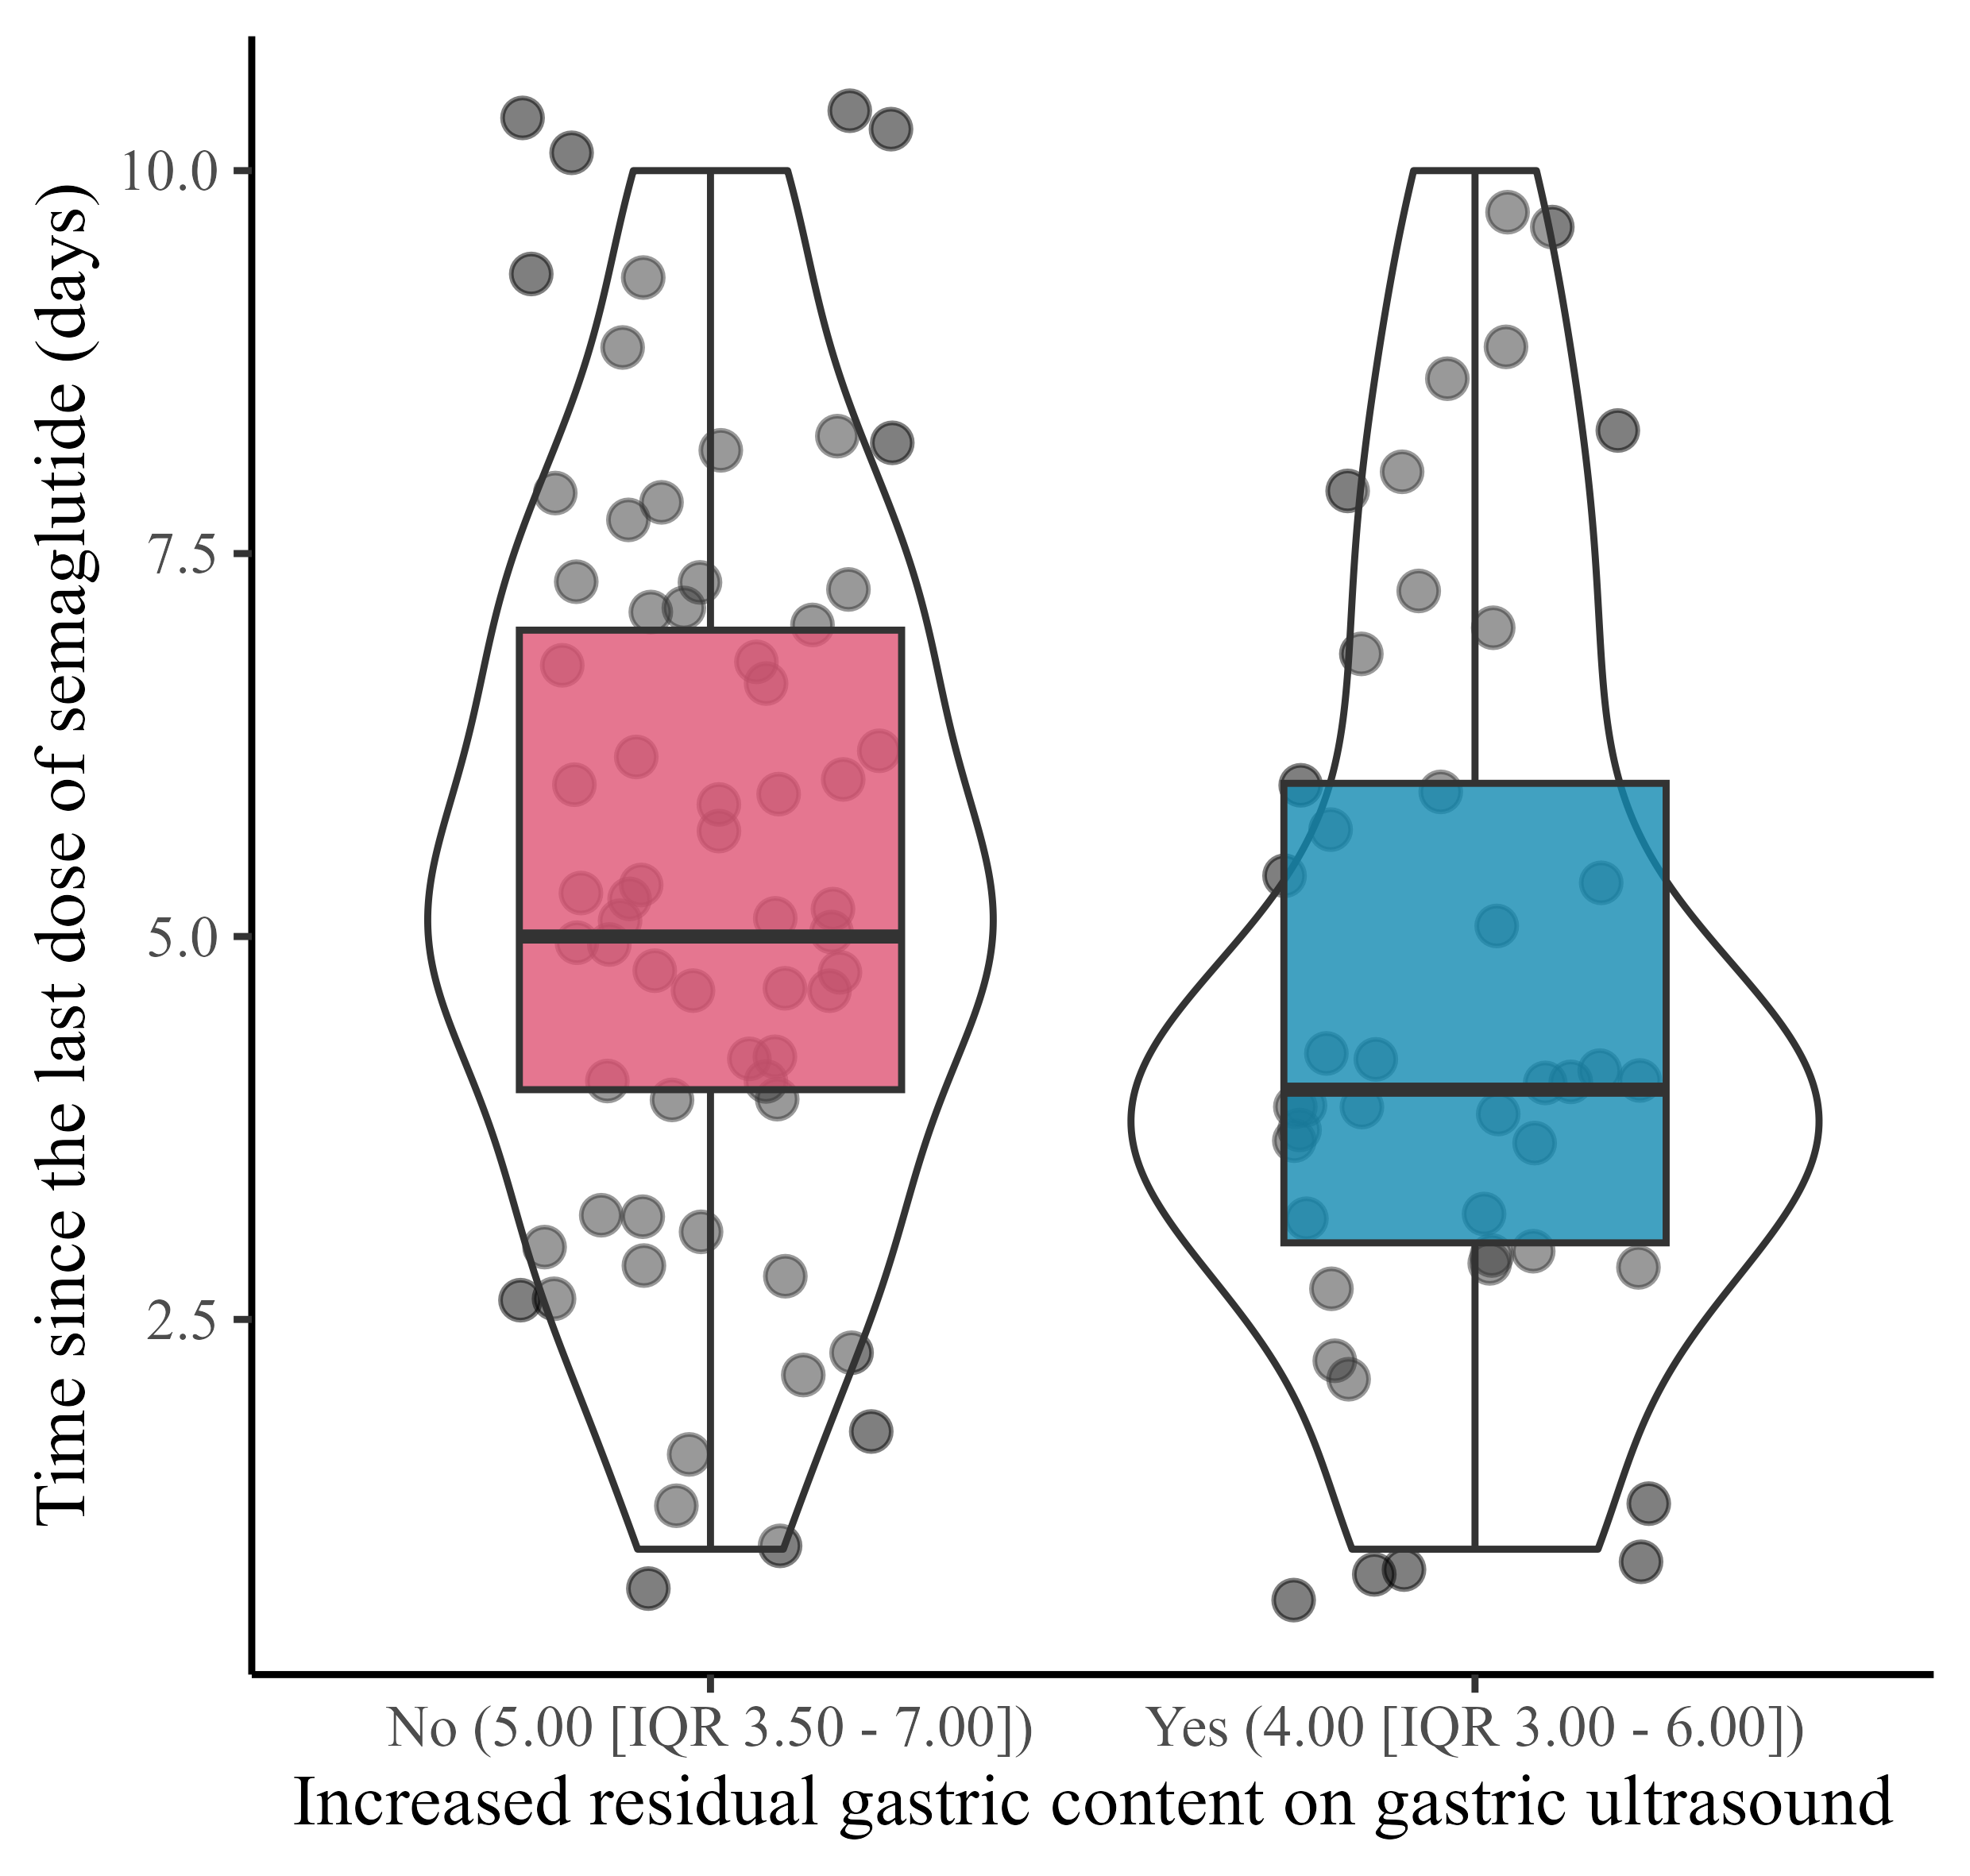 Time since the last dose of semaglutide (days)
10.0
7.5
5.0
2.5
No (5.00 [IQR 3.50 - 7.00])
Yes (4.00 [IQR 3.00 - 6.00])
Increased residual gastric content on gastric ultrasound